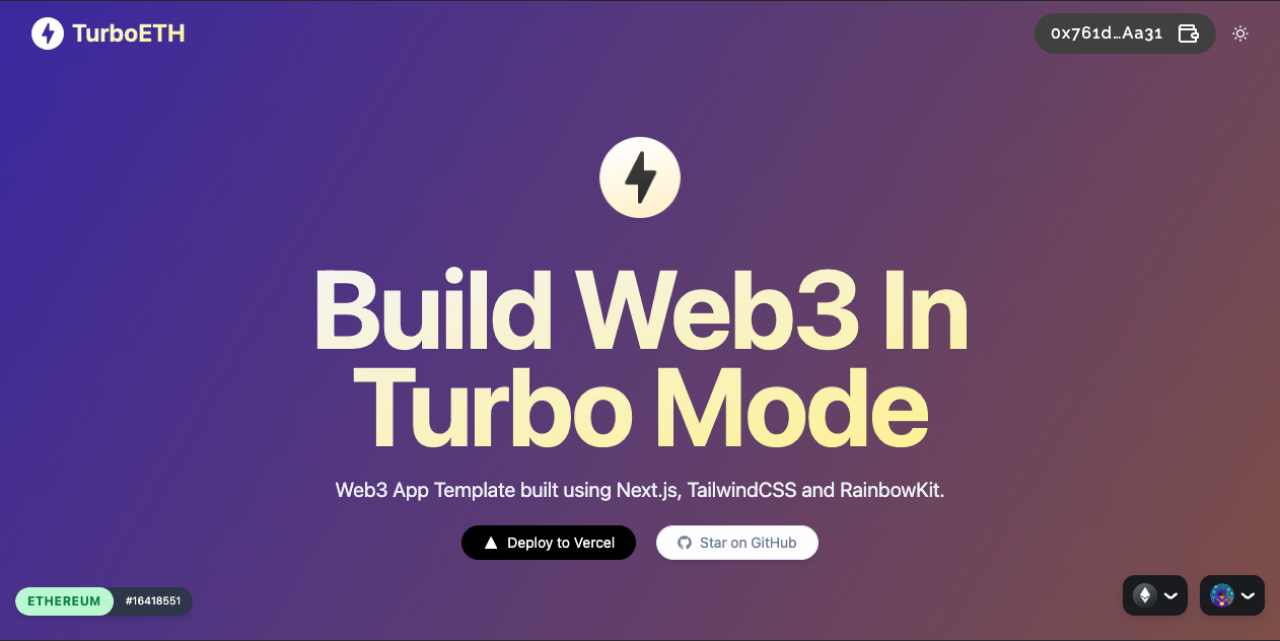 TurboETH
0x761d...Aa31
Build Web3 In
Turbo Mode
Web3 App Template built using Next.js, TailwindCSS and RainbowKit.
Deploy to Vercel
Star on GitHub
ETHEREUM
#16418551